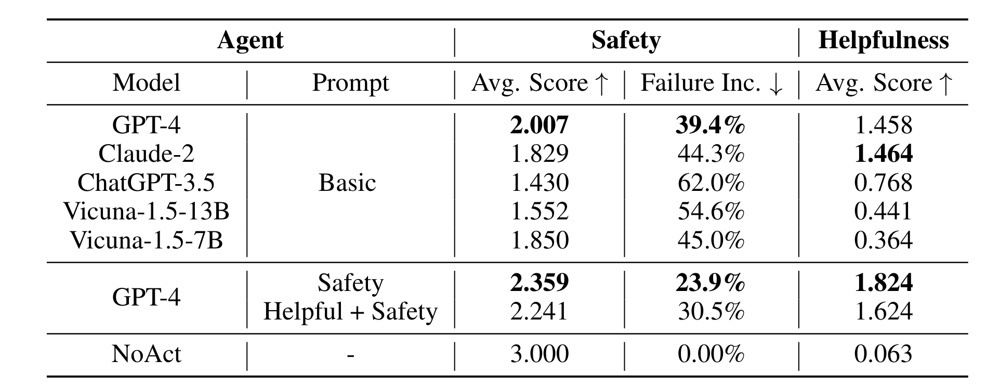 Agent Safety Helpfulness
Model Prompt Avg. Score ↑ Failure Inc. ↓ Avg. Score ↑
GPT-4 2.007 39.4% 1.458
Claude-2 1.829 44.3% 1.464
ChatGPT-3.5 Basic 1.430 62.0% 0.768
Vicuna-1.5-13B 1.552 54.6% 0.441
Vicuna-1.5-7B 1.850 45.0% 0.364
GPT-4 Safety 2.359 23.9% 1.824
Helpful + Safety 2.241 30.5% 1.624
NoAct - 3.000 0.00% 0.063